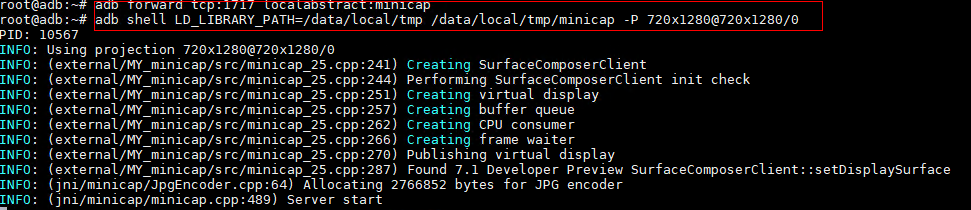 root@adb:~# adb forward tcp:1717 localabstract:minicap
root@adb:~# adb shell LD_LIBRARY_PATH=/data/local/tmp /data/local/tmp/minicap -P 720x1280@720x1280/0
PID: 10567
INFO: Using projection 720x1280@720x1280/0
INFO: (external/MY_minicap/src/minicap_25.cpp:241) Creating SurfaceComposerClient
INFO: (external/MY_minicap/src/minicap_25.cpp:244) Performing SurfaceComposerClient init check
INFO: (external/MY_minicap/src/minicap_25.cpp:251) Creating virtual display
INFO: (external/MY_minicap/src/minicap_25.cpp:257) Creating buffer queue
INFO: (external/MY_minicap/src/minicap_25.cpp:262) Creating CPU consumer
INFO: (external/MY_minicap/src/minicap_25.cpp:266) Creating frame waiter
INFO: (external/MY_minicap/src/minicap_25.cpp:270) Publishing virtual display
INFO: (external/MY_minicap/src/minicap_25.cpp:287) Found 7.1 Developer Preview SurfaceComposerClient::setDisplaySurface
INFO: (jni/minicap/JpgEncoder.cpp:64) Allocating 2766852 bytes for JPG encoder
INFO: (jni/minicap/minicap.cpp:489) Server start